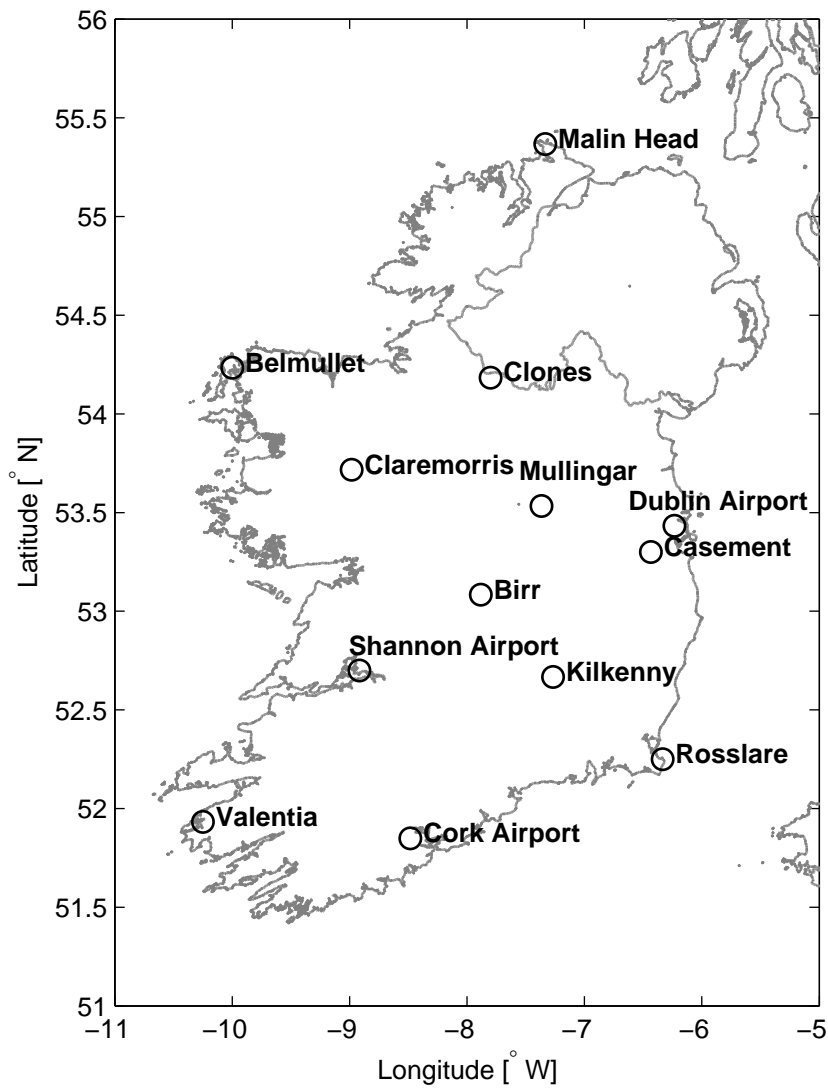 56
55.5
55
54.5
54
53.5
53
52.5
52
51.5
51
Latitude [° N]
Malin Head
Belmullet
Clones
Claremorris
Mullingar
Dublin Airport
Casement
Birr
Shannon Airport
Kilkenny
Rosslare
Valentia
Cork Airport
−11 −10 −9 −8 −7 −6 −5
Longitude [° W]